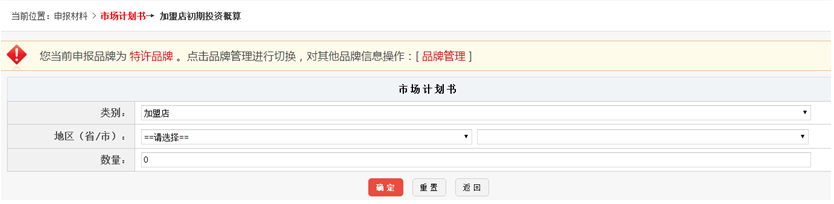 当前位置：申报材料 > 市场计划书→ 加盟店初期投资概算
您当前申报品牌为 特许品牌 。点击品牌管理进行切换，对其他品牌信息操作：[ 品牌管理 ]
市场计划书
类别： 加盟店
地区（省/市）： ==请选择==
数量： 0
确 定 重 置 返 回